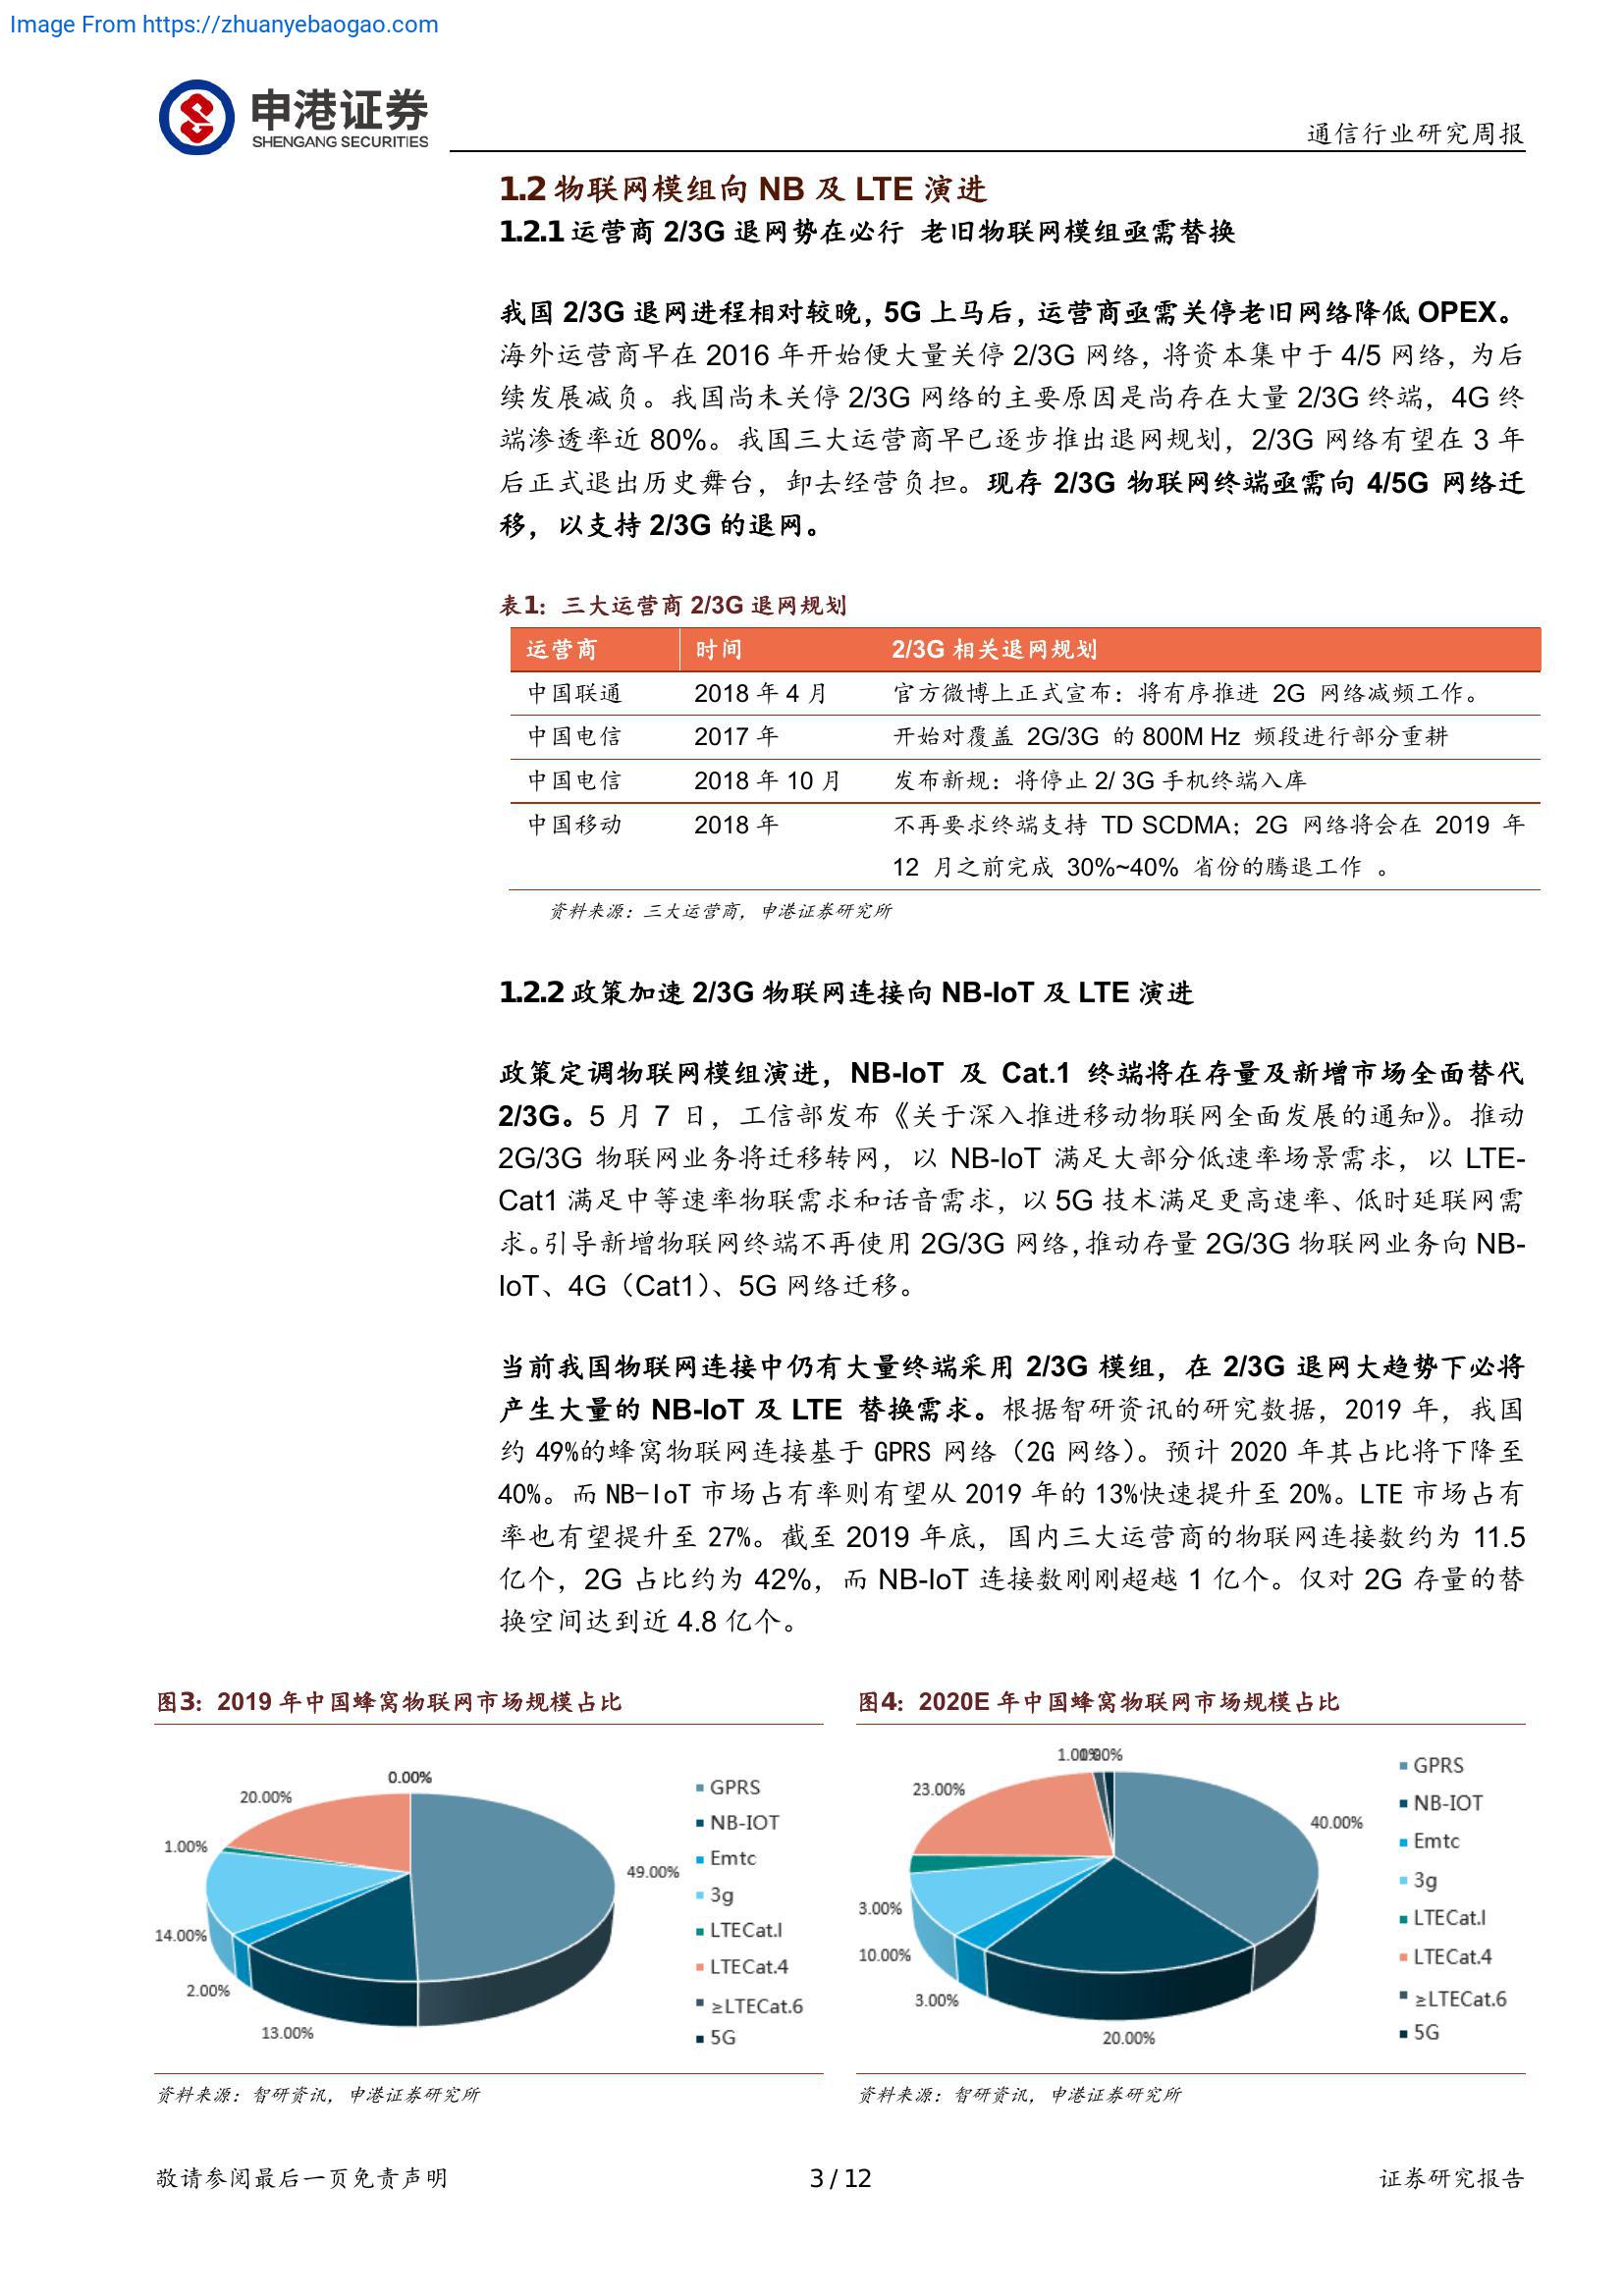 Image From https://zhuanyebaogao.com
申港证券
SHENGANG SECURITIES
通信行业研究周报
1.2 物联网模组向 NB 及 LTE 演进
1.2.1 运营商 2/3G 退网势在必行 老旧物联网模组亟需替换
我国 2/3G 退网进程相对较晚，5G 上马后，运营商亟需关停老旧网络降低 OPEX。
海外运营商早在 2016 年开始便大量关停 2/3G 网络，将资本集中于 4/5 网络，为后
续发展减负。我国尚未关停 2/3G 网络的主要原因是尚存在大量 2/3G 终端，4G 终
端渗透率近 80%。我国三大运营商早已逐步推出退网规划，2/3G 网络有望在 3 年
后正式退出历史舞台，卸去经营负担。现存 2/3G 物联网终端亟需向 4/5G 网络迁
移，以支持 2/3G 的退网。
表1：三大运营商 2/3G 退网规划
运营商 时间 2/3G 相关退网规划
中国联通 2018 年 4 月 官方微博上正式宣布：将有序推进 2G 网络减频工作。
中国电信 2017 年 开始对覆盖 2G/3G 的 800M Hz 频段进行部分重耕
中国电信 2018 年 10 月 发布新规：将停止 2/ 3G 手机终端入库
中国移动 2018 年 不再要求终端支持 TD SCDMA；2G 网络将会在 2019 年
12 月之前完成 30%~40% 省份的腾退工作 。
资料来源：三大运营商，申港证券研究所
1.2.2 政策加速 2/3G 物联网连接向 NB-IoT 及 LTE 演进
政策定调物联网模组演进，NB-IoT 及 Cat.1 终端将在存量及新增市场全面替代
2/3G。5 月 7 日，工信部发布《关于深入推进移动物联网全面发展的通知》。推动
2G/3G 物联网业务将迁移转网，以 NB-IoT 满足大部分低速率场景需求，以 LTE-
Cat1 满足中等速率物联需求和话音需求，以 5G 技术满足更高速率、低时延联网需
求。引导新增物联网终端不再使用 2G/3G 网络，推动存量 2G/3G 物联网业务向 NB-
IoT、4G（Cat1）、5G 网络迁移。
当前我国物联网连接中仍有大量终端采用 2/3G 模组，在 2/3G 退网大趋势下必将
产生大量的 NB-IoT 及 LTE 替换需求。根据智研资讯的研究数据，2019 年，我国
约 49%的蜂窝物联网连接基于 GPRS 网络（2G 网络）。预计 2020 年其占比将下降至
40%。而 NB-IoT 市场占有率则有望从 2019 年的 13%快速提升至 20%。LTE 市场占有
率也有望提升至 27%。截至 2019 年底，国内三大运营商的物联网连接数约为 11.5
亿个，2G 占比约为 42%，而 NB-IoT 连接数刚刚超越 1 亿个。仅对 2G 存量的替
换空间达到近 4.8 亿个。
图3：2019 年中国蜂窝物联网市场规模占比
0.00%
20.00%
1.00%
49.00%
14.00%
2.00%
13.00%
GPRS
NB-IOT
Emtc
3g
LTECat.l
LTECat.4
≥LTECat.6
5G
资料来源：智研资讯，申港证券研究所
图4：2020E 年中国蜂窝物联网市场规模占比
23.00%
40.00%
3.00%
10.00%
3.00%
20.00%
GPRS
NB-IOT
Emtc
3g
LTECat.l
LTECat.4
≥LTECat.6
5G
资料来源：智研资讯，申港证券研究所
敬请参阅最后一页免责声明
3 / 12
证券研究报告